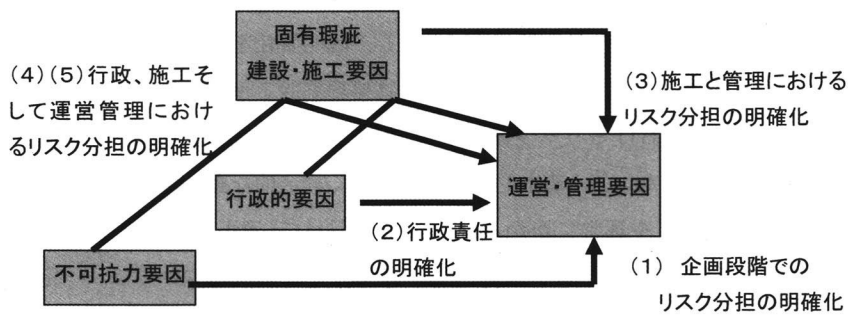 固有瑕疵
建設・施工要因
(4)(5)行政、施工そ
して運営管理におけ
るリスク分担の明確化
(3)施工と管理における
リスク分担の明確化
行政的要因
運営・管理要因
(2)行政責任
の明確化
不可抗力要因
(1) 企画段階での
リスク分担の明確化